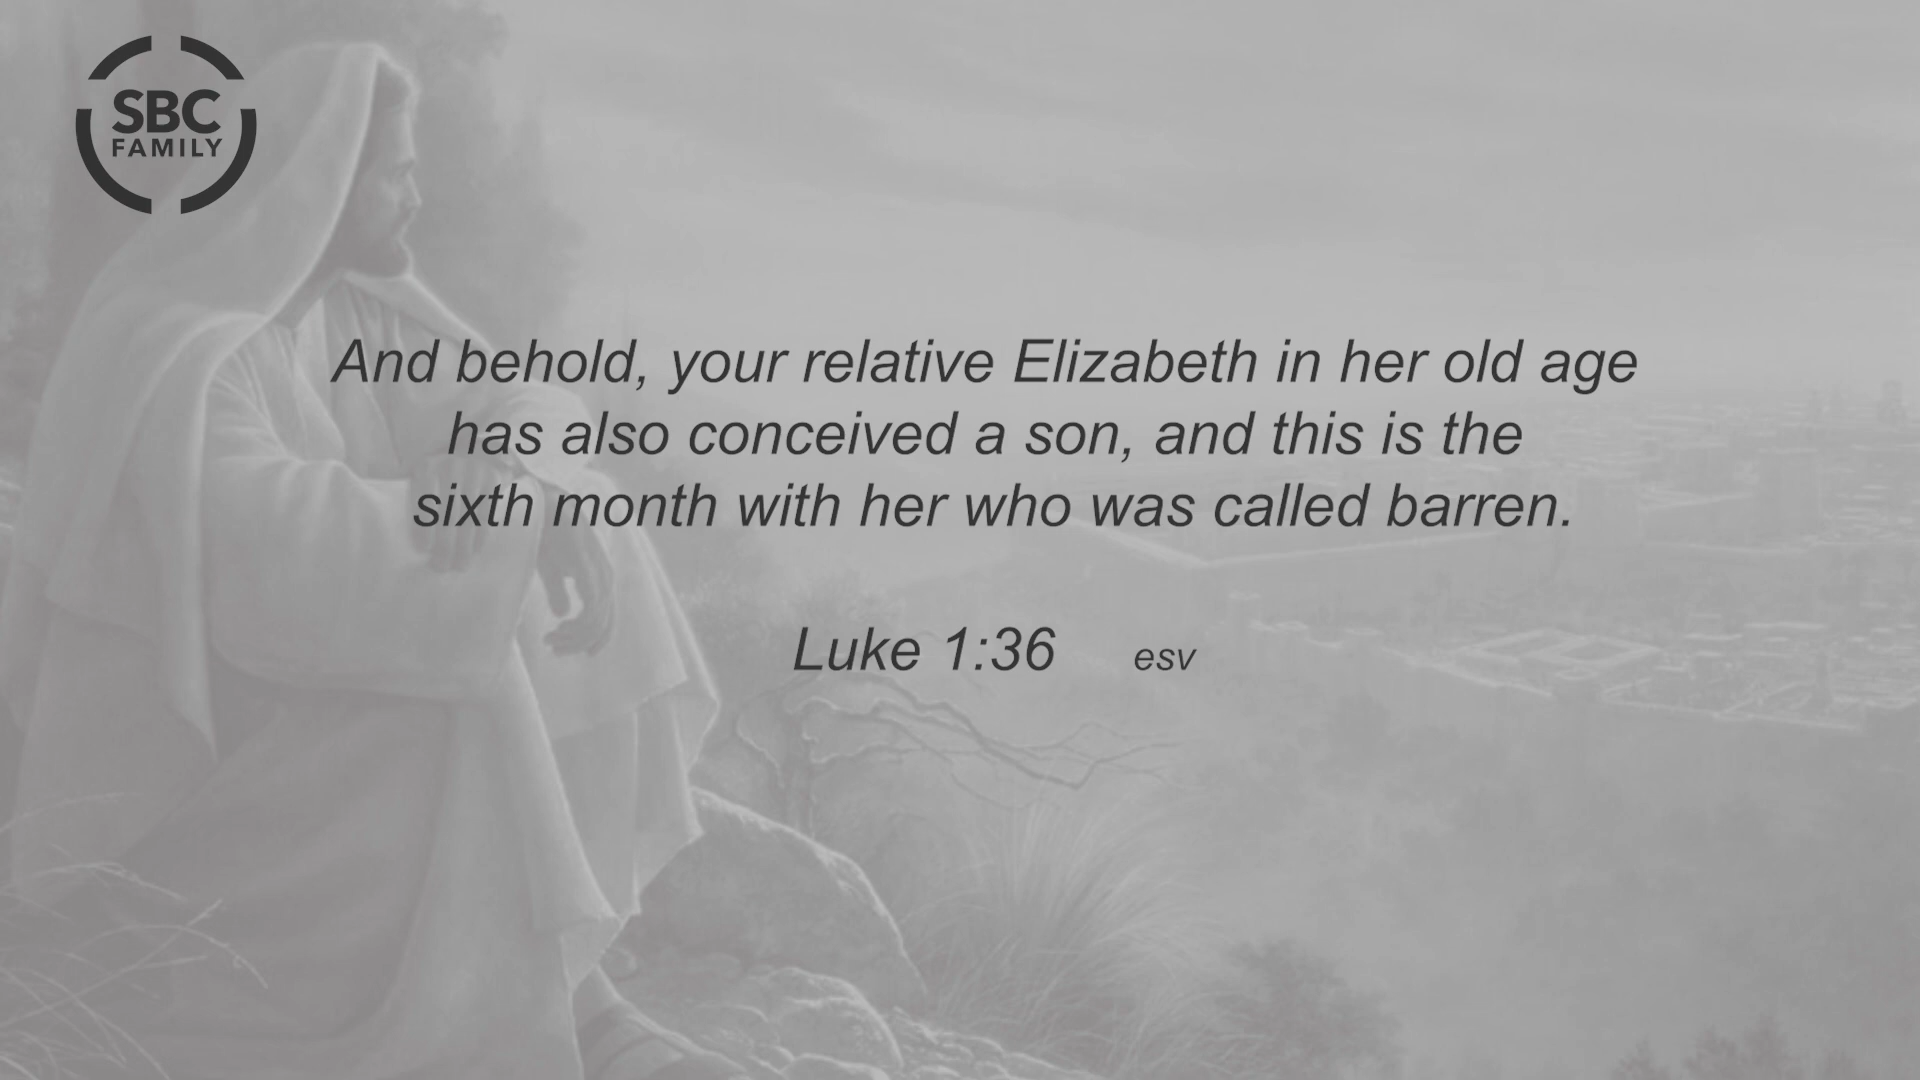 SBC
FAMILY
And behold, your relative Elizabeth in her old age
has also conceived a son, and this is the
sixth month with her who was called barren.
Luke 1:36 esv